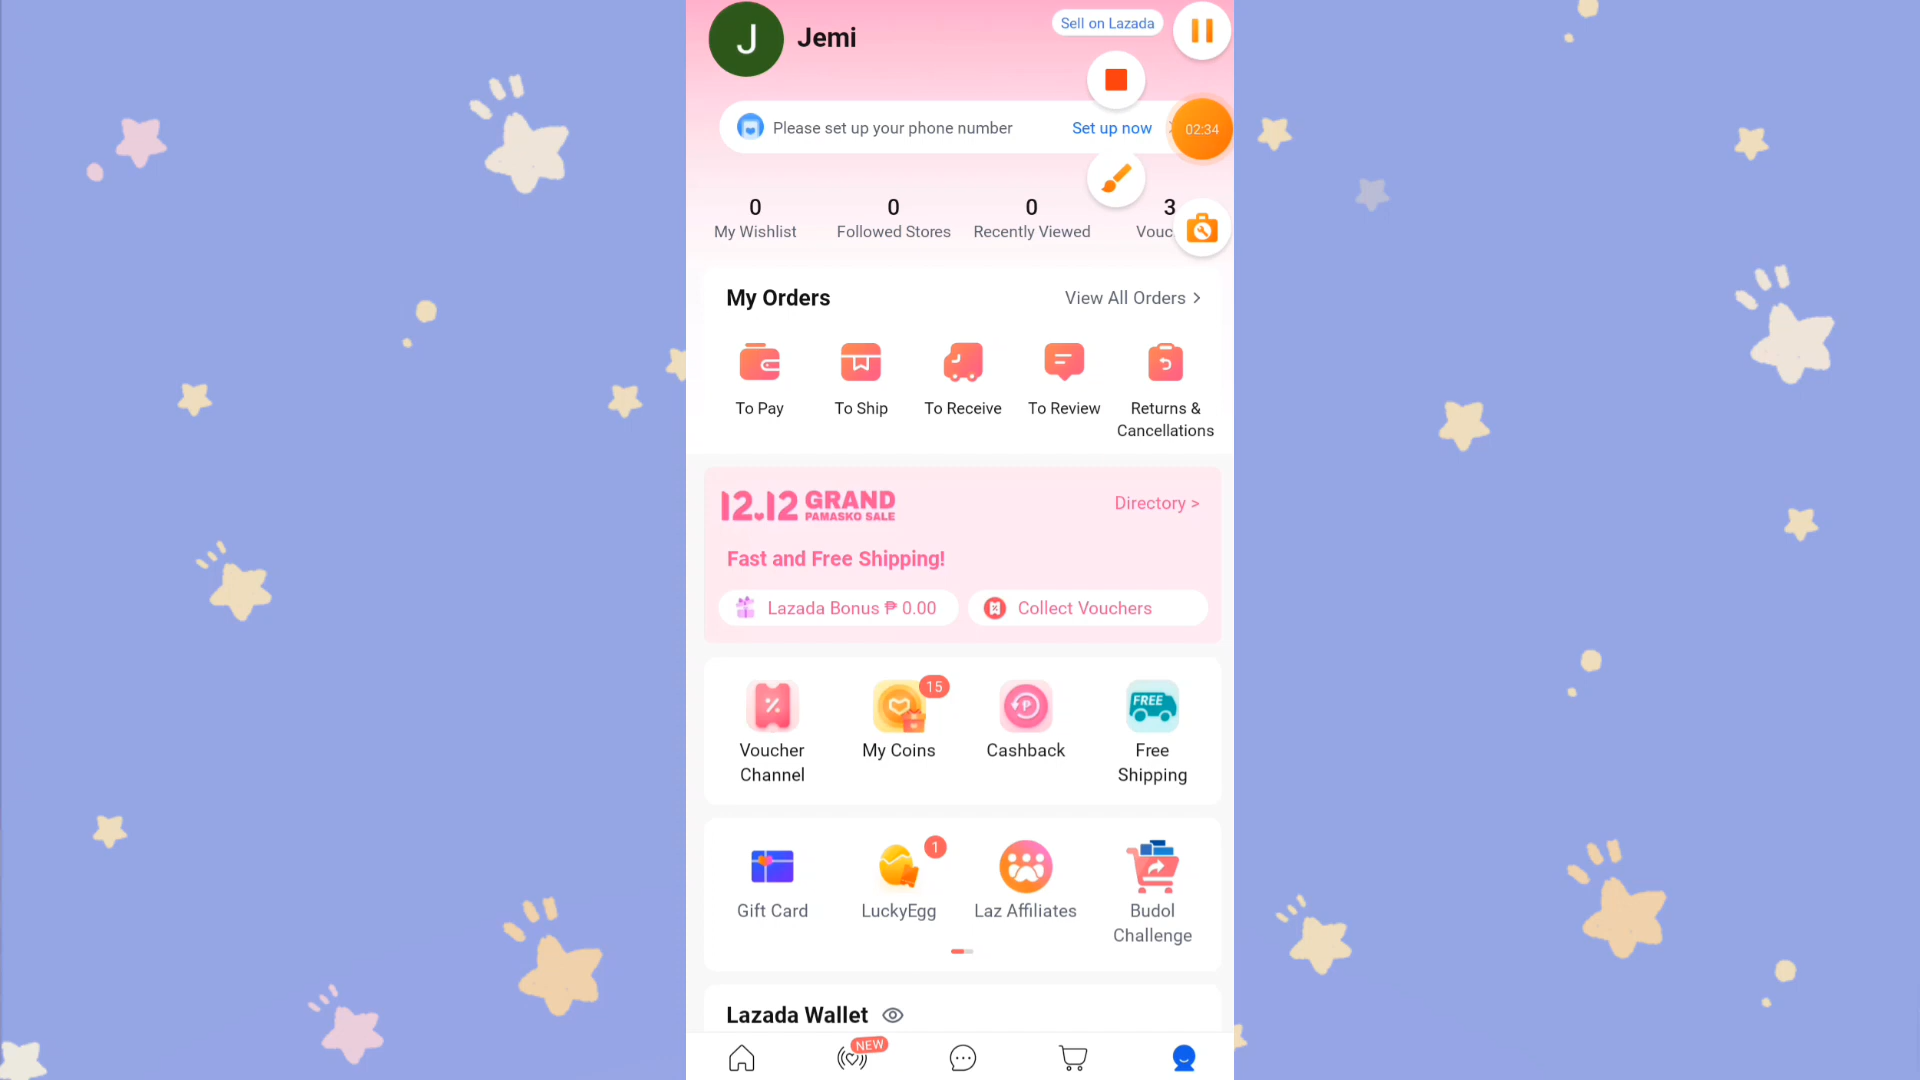 J
Jemi
Sell on Lazada
Please set up your phone number
Set up now
02:34
0
0
0
3
My Wishlist
Followed Stores
Recently Viewed
Vouc
My Orders
View All Orders >
To Pay
To Ship
To Receive
To Review
Returns &
Cancellations
12.12 GRAND
PAMASKO SALE
Directory >
Fast and Free Shipping!
Lazada Bonus ₱ 0.00
Collect Vouchers
15
P
FREE
Voucher
Channel
My Coins
Cashback
Free
Shipping
1
Gift Card
LuckyEgg
Laz Affiliates
Budol
Challenge
Lazada Wallet
NEW